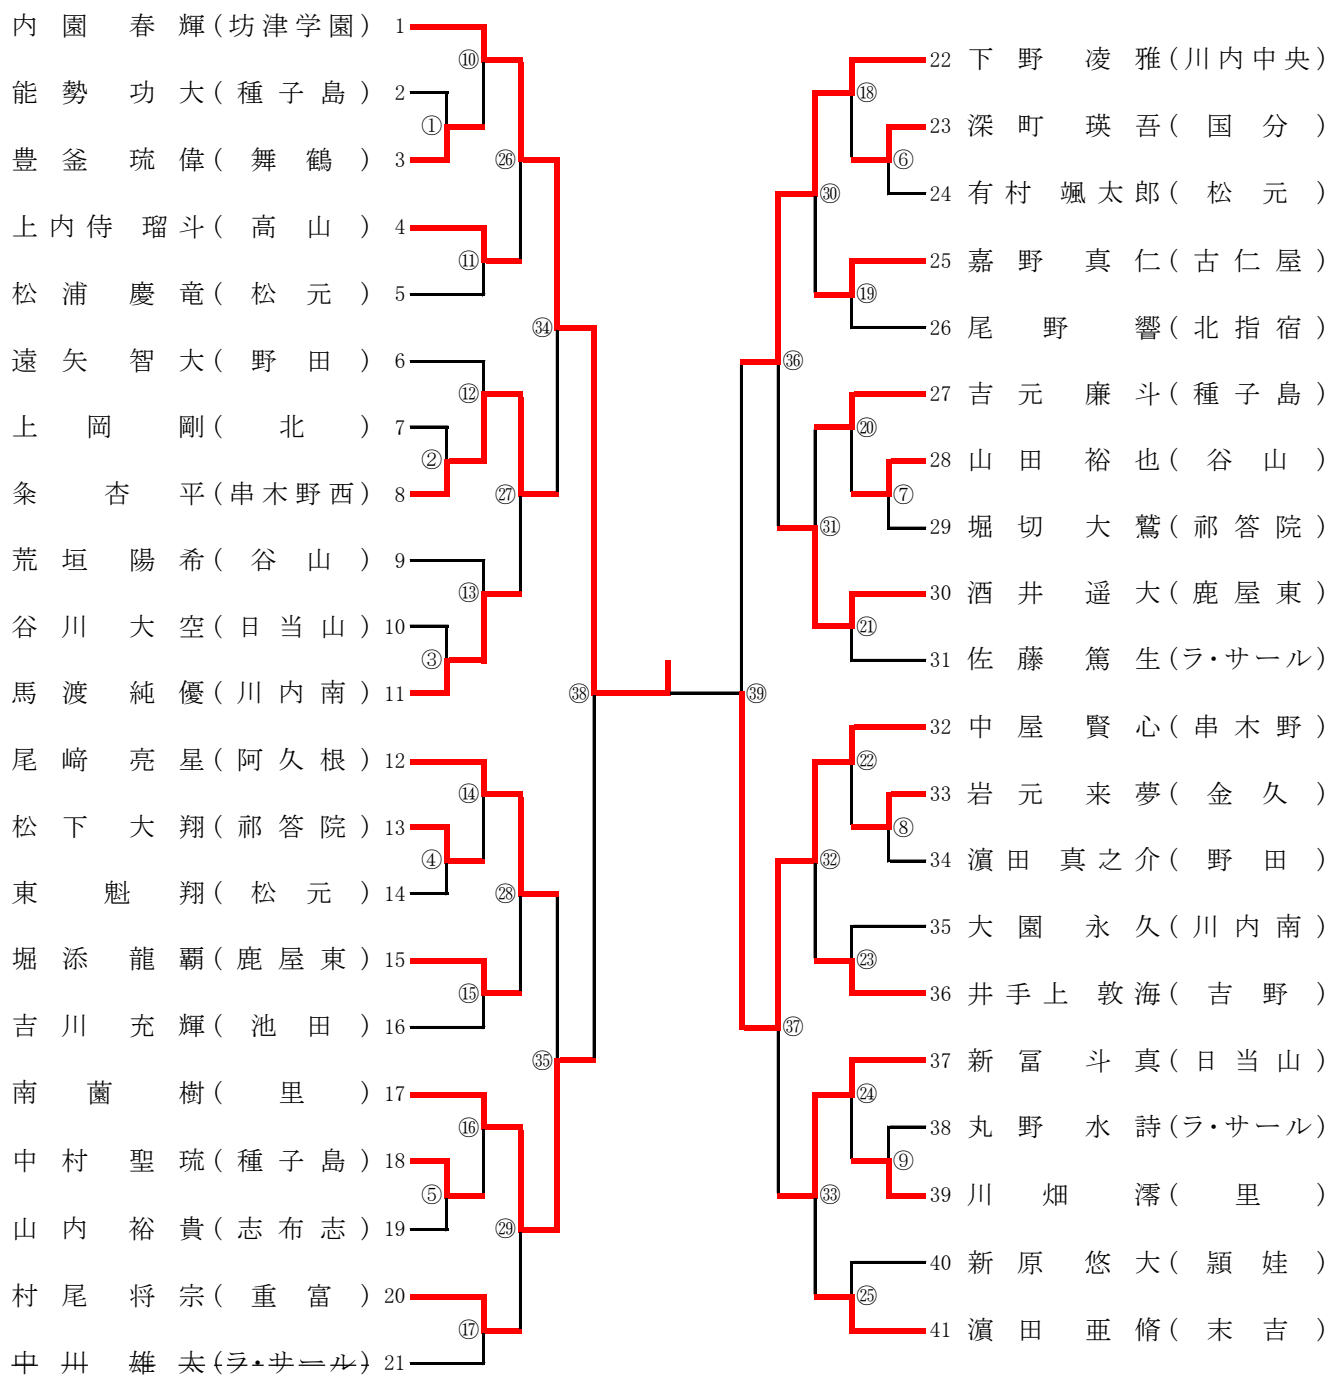 内園 春輝(坊津学園) 1
能勢 功大(種子島) 2
豊釜 琉偉(舞鶴) 3
上内侍 瑠斗(高山) 4
松浦 慶竜(松元) 5
遠矢 智大(野田) 6
上岡 剛(北) 7
粂 杏平(串木野西) 8
荒垣 陽希(谷山) 9
谷川 大空(日当山) 10
馬渡 純優(川内南) 11
尾﨑 亮星(阿久根) 12
松下 大翔(祁答院) 13
東 魁翔(松元) 14
堀添 龍覇(鹿屋東) 15
吉川 充輝(池田) 16
南薗 樹(里) 17
中村 聖琉(種子島) 18
山内 裕貴(志布志) 19
村尾 将宗(重富) 20
中川 雄太(ラ・サール) 21
⑩
①
㉖
⑪
㉞
⑫
②
㉗
⑬
③
㊳
⑭
④
㉘
⑮
㉟
⑯
⑤
㉙
⑰
22 下野 凌雅(川内中央)
23 深町 瑛吾(国分)
24 有村 颯太郎(松元)
25 嘉野 真仁(古仁屋)
26 尾野 響(北指宿)
27 吉元 廉斗(種子島)
28 山田 裕也(谷山)
29 堀切 大鷲(祁答院)
30 酒井 遥大(鹿屋東)
31 佐藤 篤生(ラ・サール)
32 中屋 賢心(串木野)
33 岩元 来夢(金久)
34 濵田 真之介(野田)
35 大園 永久(川内南)
36 井手上 敦海(吉野)
37 新冨 斗真(日当山)
38 丸野 水詩(ラ・サール)
39 川畑 澪(里)
40 新原 悠大(頴娃)
41 濵田 亜脩(末吉)
⑱
⑥
㉚
⑲
㊱
⑳
⑦
㉛
㉑
㊴
㉒
⑧
㉜
㉓
㊲
㉔
⑨
㉝
㉕